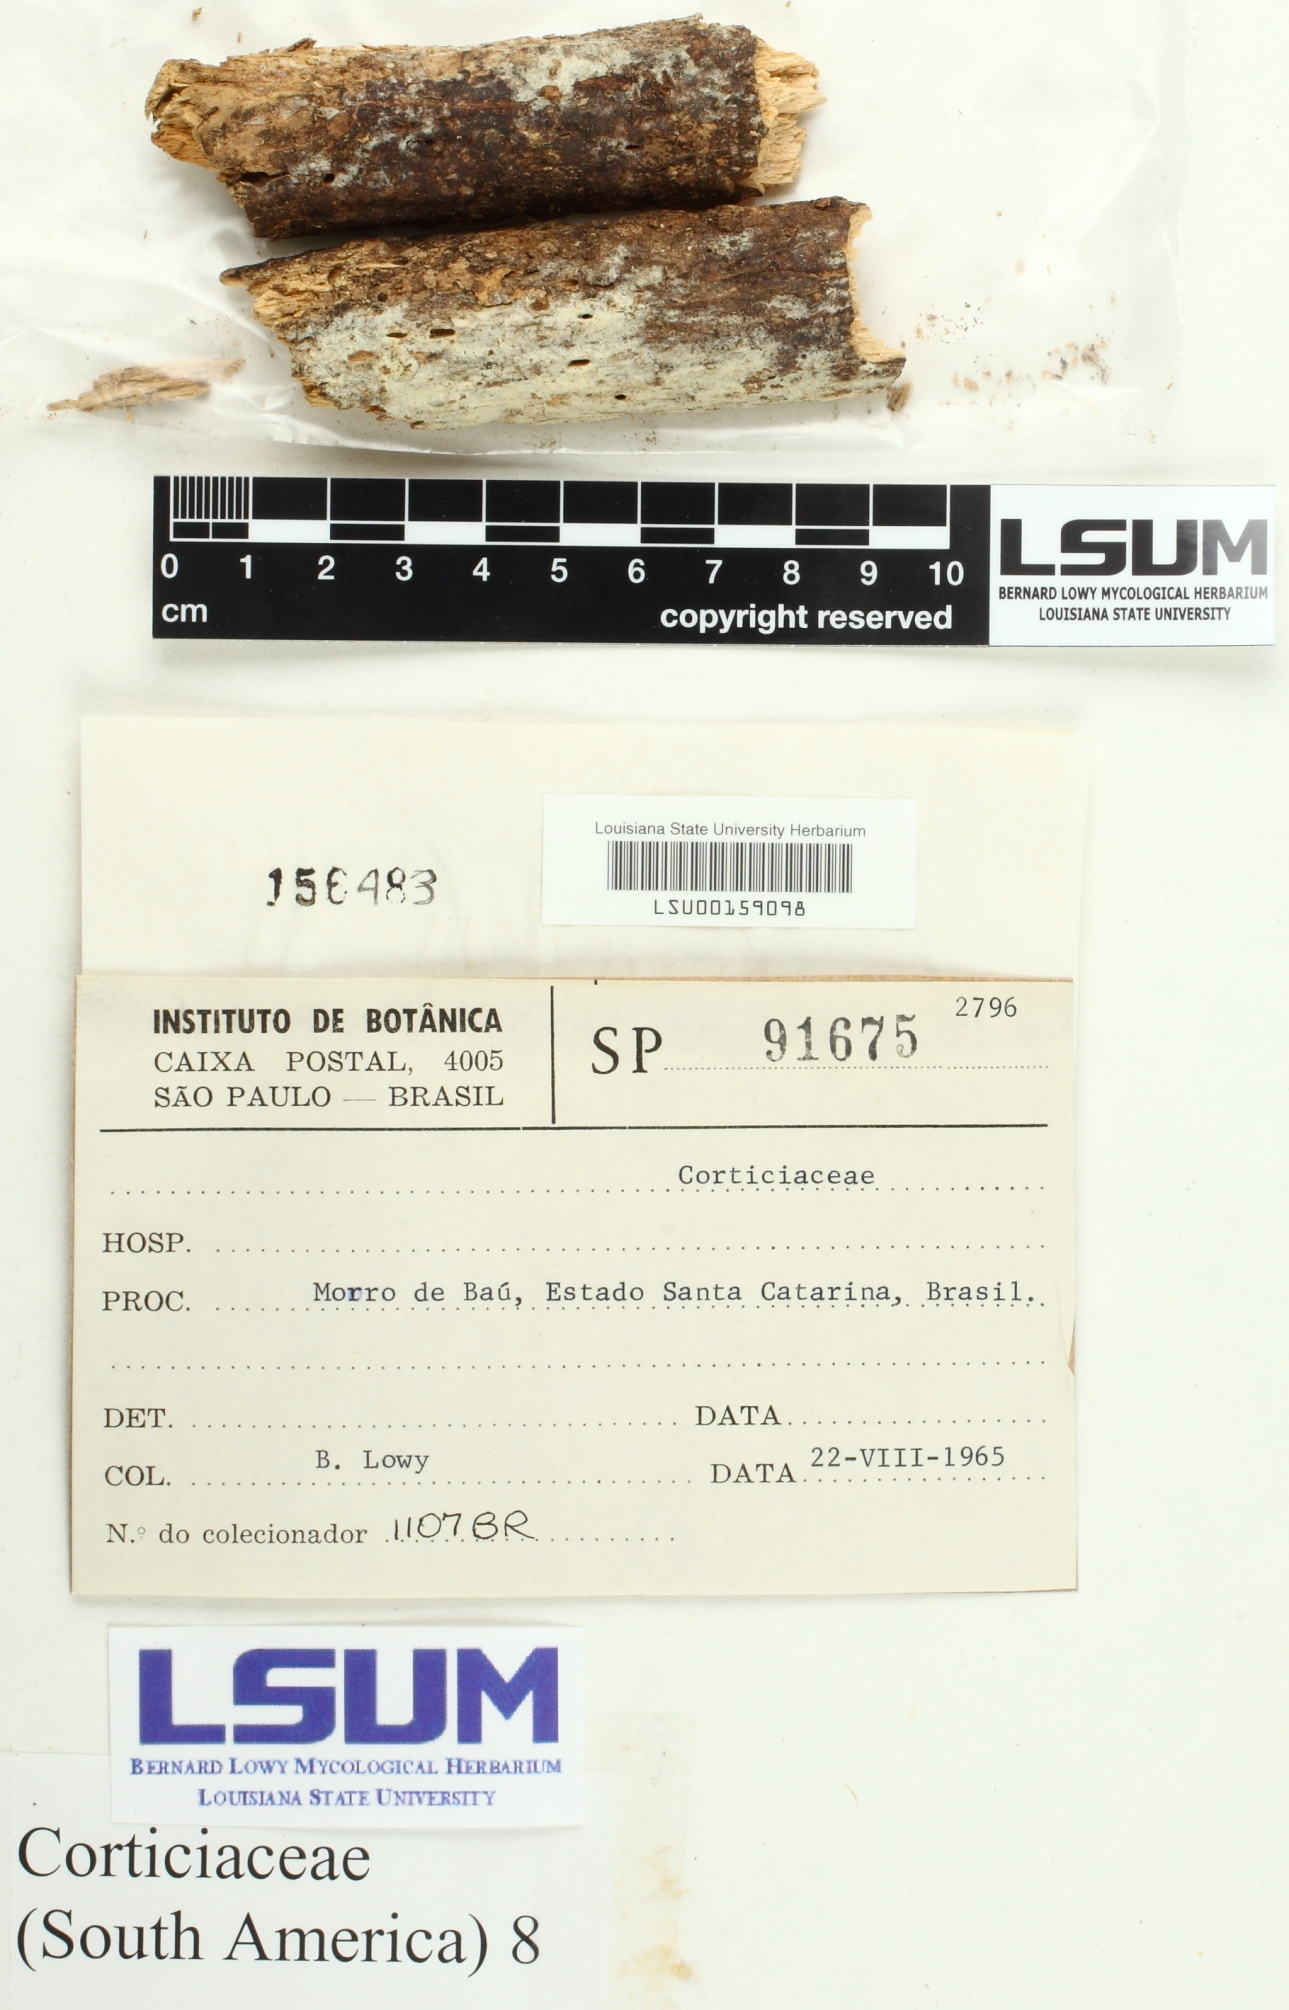 0 1 2 3 4 5 6 7 8 9 10
cm
copyright reserved
LSUM
BERNARD LOWY MYCOLOGICAL HERBARIUM
LOUISIANA STATE UNIVERSITY
Louisiana State University Herbarium
LSU00159098
156483
INSTITUTO DE BOTÂNICA
CAIXA POSTAL, 4005
SÃO PAULO — BRASIL
SP 91675
2796
Corticiaceae
HOSP.
PROC. Morro de Baú, Estado Santa Catarina, Brasil.
DET. DATA
COL. B. Lowy DATA 22-VIII-1965
N.º do colecionador 1107BR
LSUM
BERNARD LOWY MYCOLOGICAL HERBARIUM
LOUISIANA STATE UNIVERSITY
Corticiaceae
(South America) 8